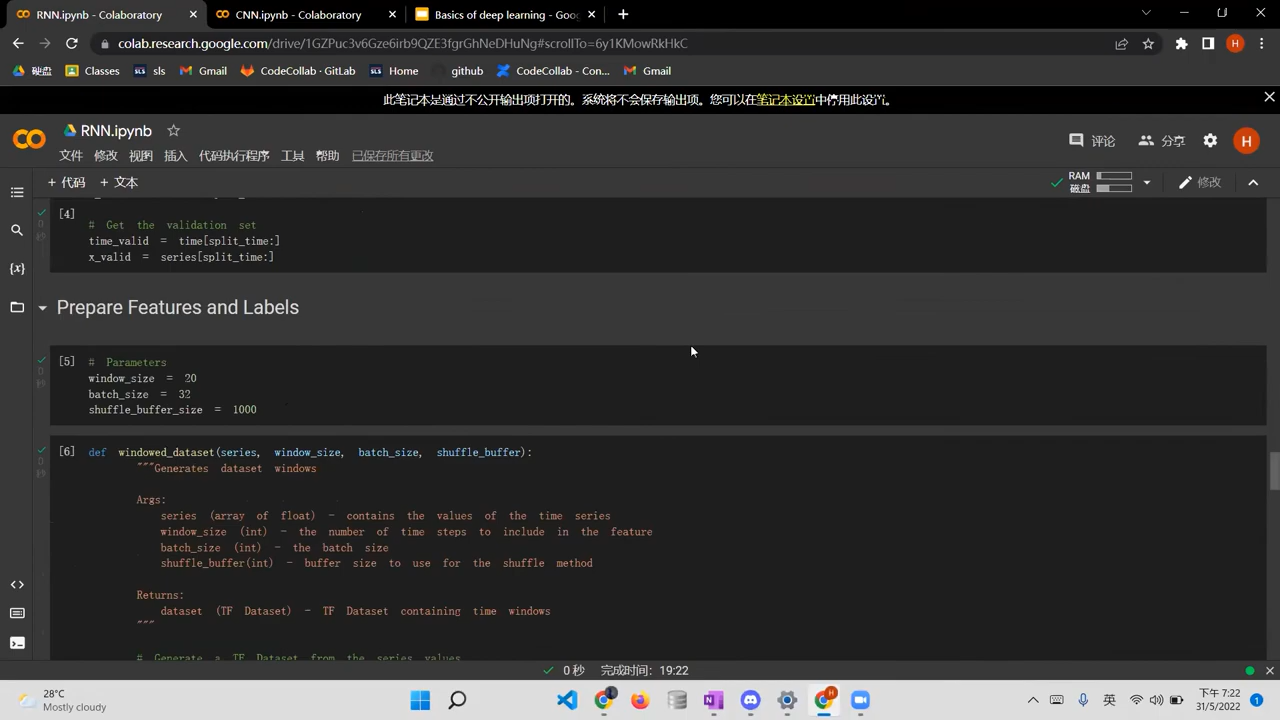 RNN.ipynb - Colaboratory
CNN.ipynb - Colaboratory
Basics of deep learning - Goo
colab.research.google.com/drive/1GZPuc3v6Gze6irb9QZE3fgrGhNeDHuNg#scrollTo=6y1KMowRkHkC
H
硬盘
Classes
sls
Gmail
CodeCollab · GitLab
Home
github
CodeCollab - Con...
Gmail
此笔记本是通过不公开输出项打开的。系统将不会保存输出项。您可以在笔记本设置中停用此设置。
RNN.ipynb
评论
分享
H
文件 修改 视图 插入 代码执行程序 工具 帮助 已保存所有更改
+ 代码 + 文本
RAM
磁盘
修改
[4]
0
秒
# Get the validation set
time_valid = time[split_time:]
x_valid = series[split_time:]
Prepare Features and Labels
[5] # Parameters
0
秒
window_size = 20
batch_size = 32
shuffle_buffer_size = 1000
[6] def windowed_dataset(series, window_size, batch_size, shuffle_buffer):
0
秒
"""Generates dataset windows
Args:
series (array of float) - contains the values of the time series
window_size (int) - the number of time steps to include in the feature
batch_size (int) - the batch size
shuffle_buffer(int) - buffer size to use for the shuffle method
Returns:
dataset (TF Dataset) - TF Dataset containing time windows
"""
# Generate a TF Dataset from the series values
0 秒 完成时间：19:22
28°C
Mostly cloudy
英
下午 7:22
31/5/2022
1